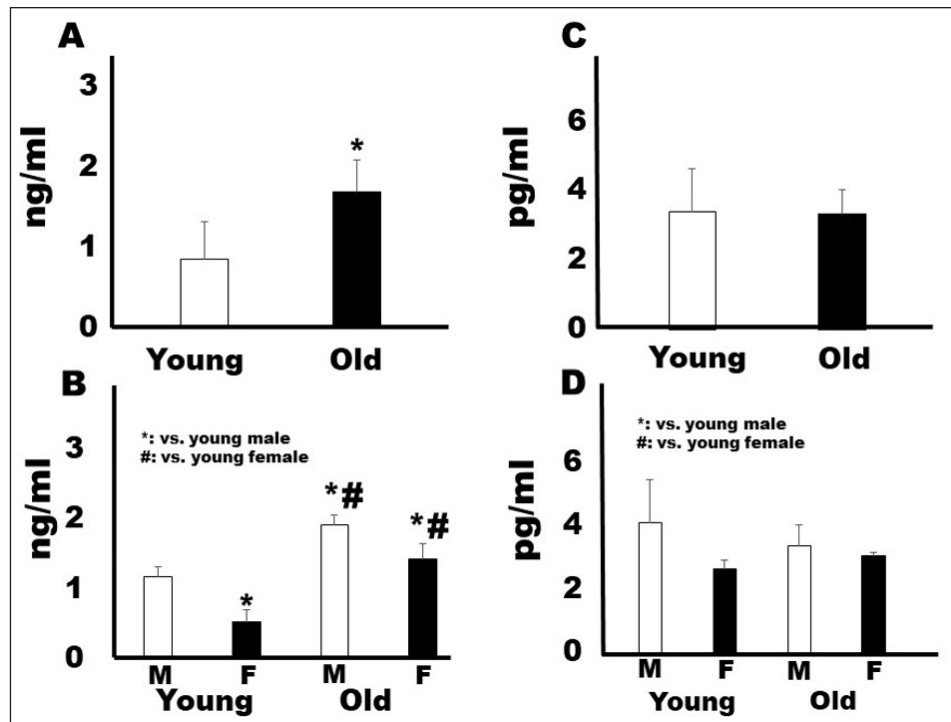 A
ng/ml
3
2
1
0
*
Young Old
C
pg/ml
6
4
2
0
Young Old
B
ng/ml
3
2
1
0
*: vs. young male
#: vs. young female
*
*#
*#
M F M F
Young Old
D
pg/ml
6
4
2
0
*: vs. young male
#: vs. young female
M F M F
Young Old